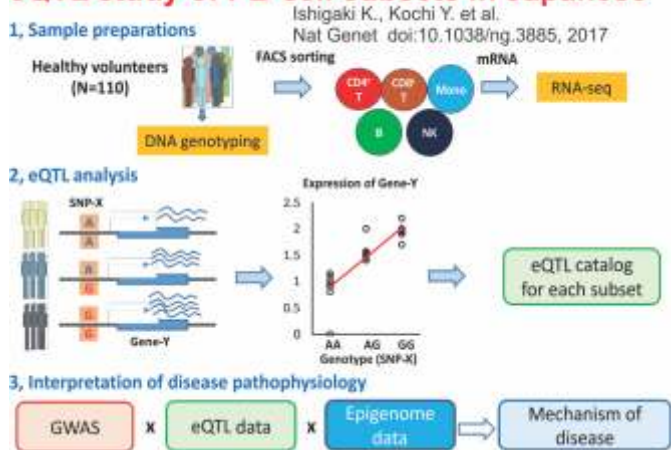 Ishigaki K., Kochi Y. et al.
Nat Genet doi:10.1038/ng.3885, 2017
1, Sample preparations
Healthy volunteers
(N=110)
FACS sorting
CD4⁺
T
CD8⁺
T
Mono
B
NK
mRNA
RNA-seq
DNA genotyping
2, eQTL analysis
SNP-X
A
A
A
G
G
G
Gene-Y
Expression of Gene-Y
2.5
2
1.5
1
0.5
0
AA AG GG
Genotype (SNP-X)
eQTL catalog
for each subset
3, Interpretation of disease pathophysiology
GWAS x eQTL data x Epigenome
data
Mechanism of
disease